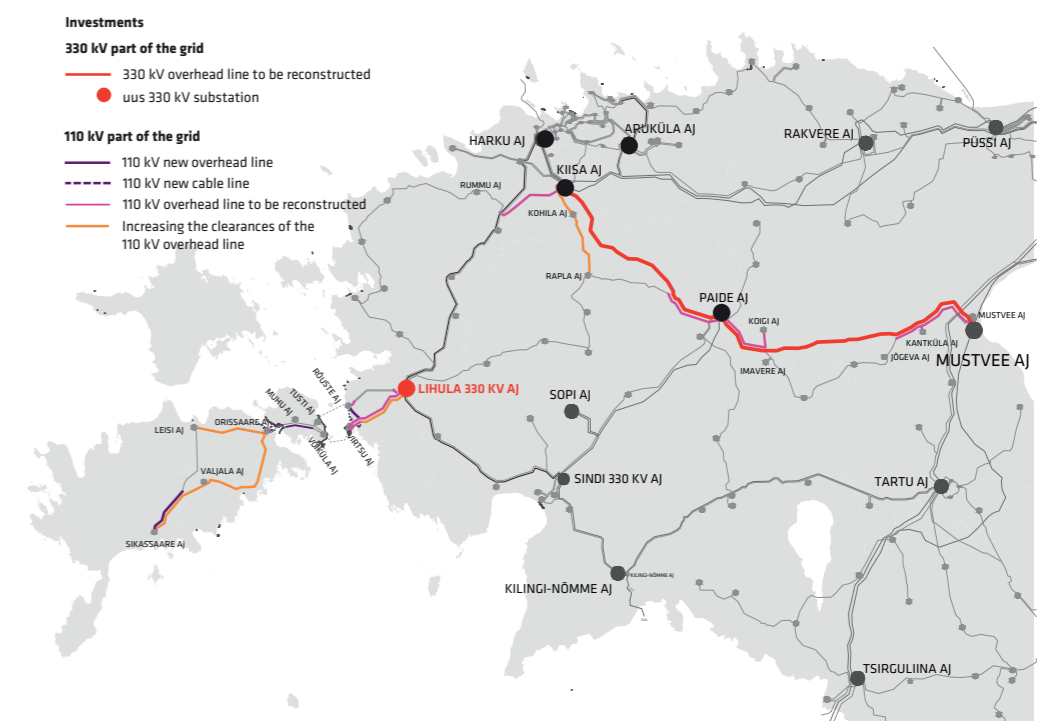 Investments
330 kV part of the grid
330 kV overhead line to be reconstructed
uus 330 kV substation
110 kV part of the grid
110 kV new overhead line
110 kV new cable line
110 kV overhead line to be reconstructed
Increasing the clearances of the
110 kV overhead line
HARKU AJ
ARUKÜLA AJ
RAKVERE AJ
PÜSSI AJ
KIISA AJ
RUMMU AJ
KOHILA AJ
RAPLA AJ
PAIDE AJ
KOIGI AJ
MUSTVEE AJ
KANTKÜLA AJ
MUSTVEE AJ
JÕGEVA AJ
IMAVERE AJ
RÕUSTE AJ
LIHULA 330 KV AJ
TUSTI AJ
MUHU AJ
SOPI AJ
ORISSAARE AJ
LEISI AJ
VIRTSU AJ
VÕIKÜLA AJ
VALJALA AJ
SINDI 330 KV AJ
TARTU AJ
SIKASSAARE AJ
KILINGI-NÕMME AJ
KILINGI-NÕMME AJ
TSIRGULIINA AJ